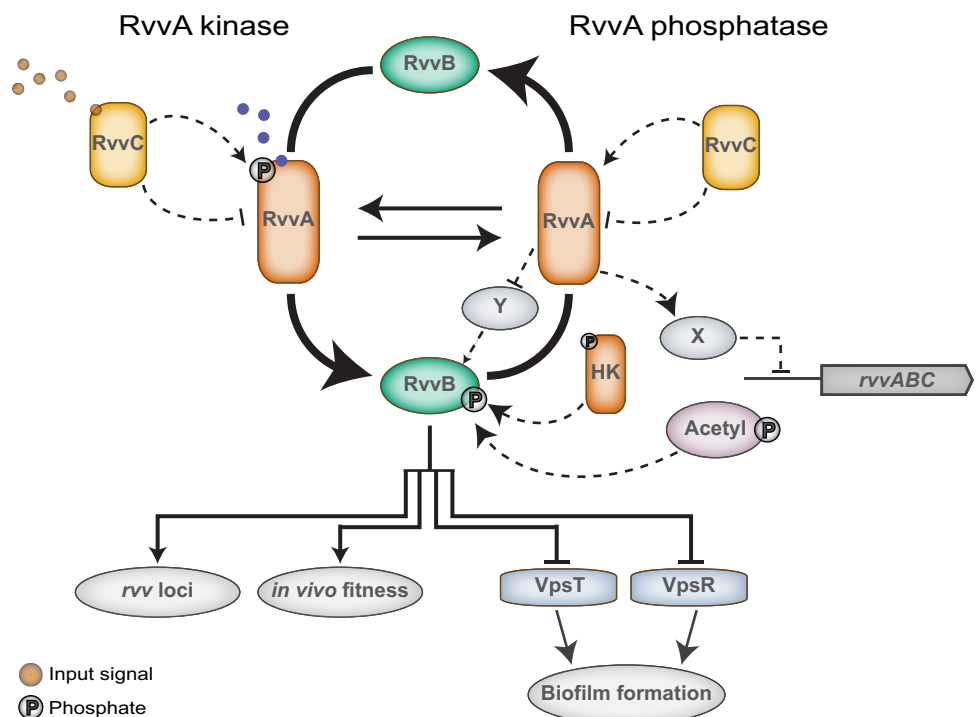 RvvA kinase
RvvA phosphatase
RvvB
RvvC
RvvC
P
RvvA
RvvA
Y
X
P
HK
rvvABC
RvvB
P
Acetyl
P
rvv loci
in vivo fitness
VpsT
VpsR
Input signal
Biofilm formation
P
Phosphate